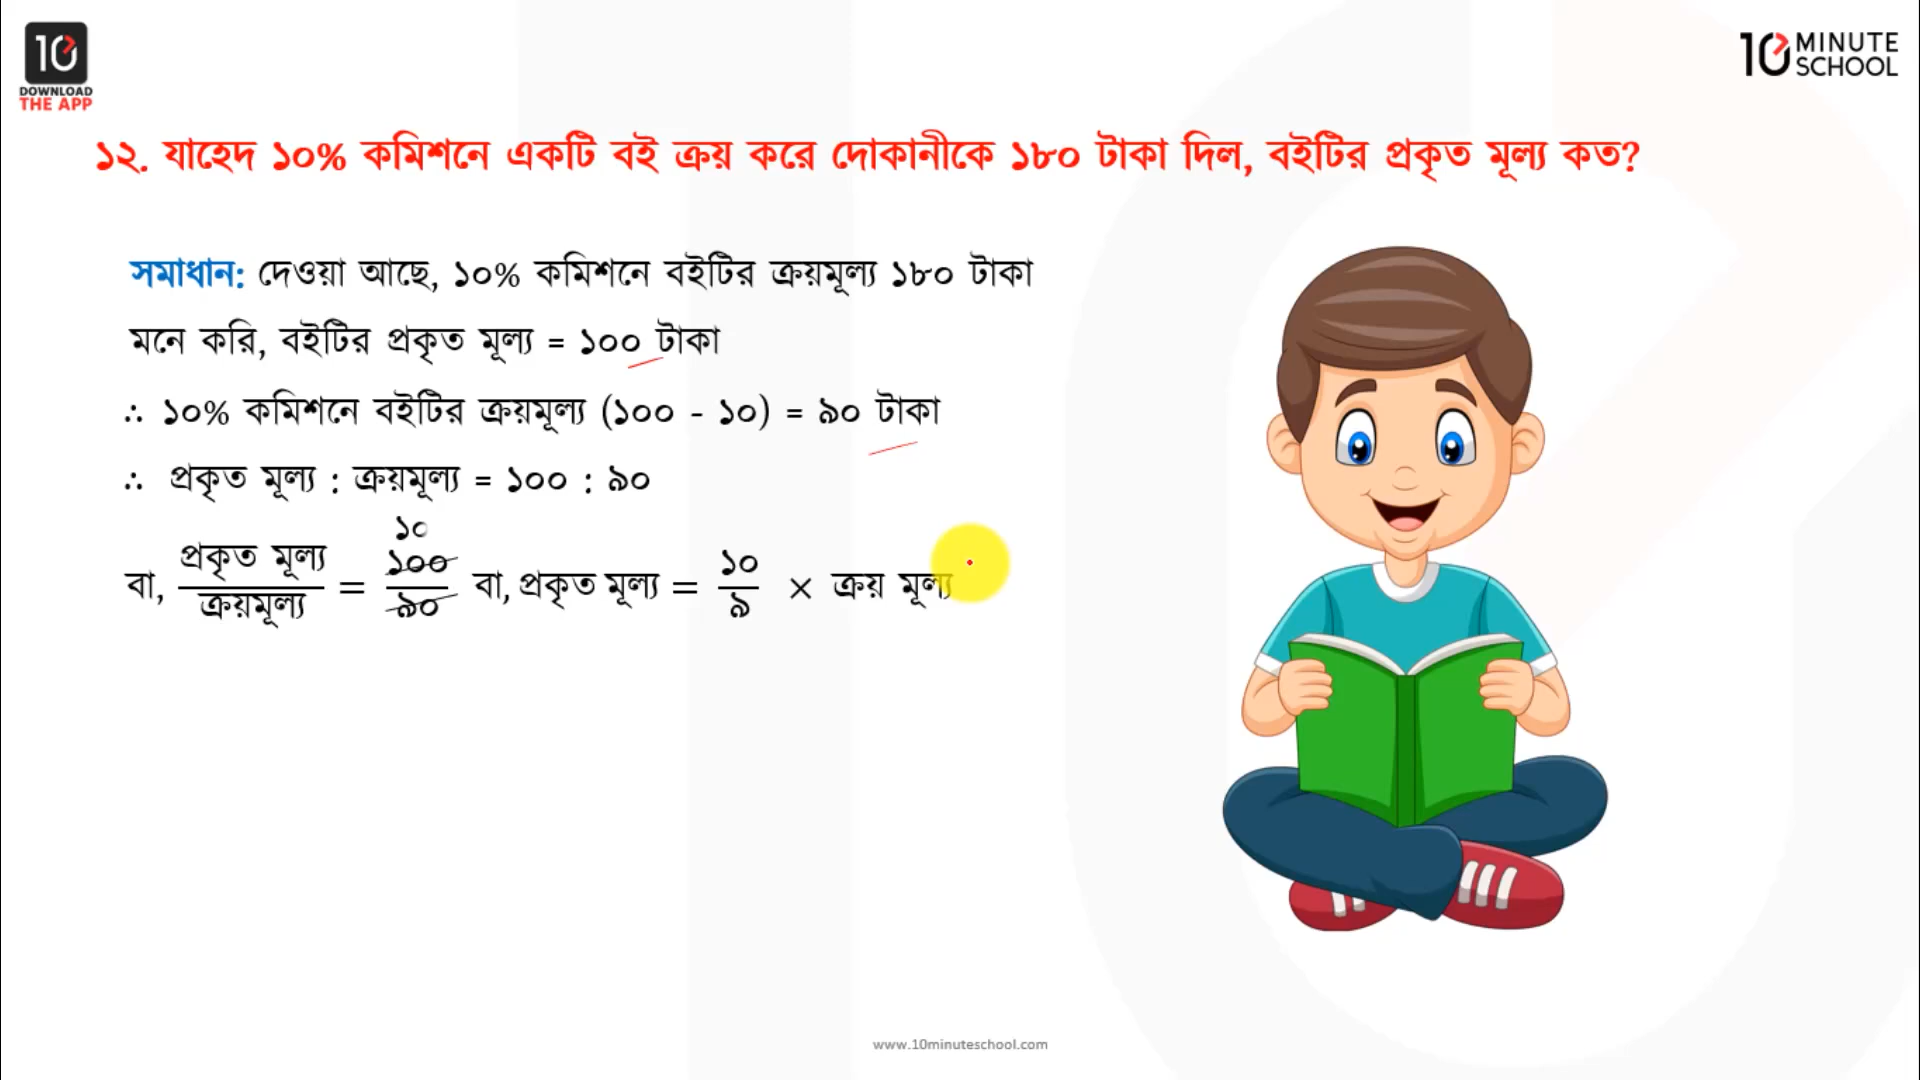 10
DOWNLOAD
THE APP
10 MINUTE
SCHOOL
১২. যাহেদ ১০% কমিশনে একটি বই ক্রয় করে দোকানীকে ১৮০ টাকা দিল, বইটির প্রকৃত মূল্য কত?
সমাধান: দেওয়া আছে, ১০% কমিশনে বইটির ক্রয়মূল্য ১৮০ টাকা
মনে করি, বইটির প্রকৃত মূল্য = ১০০ টাকা
∴ ১০% কমিশনে বইটির ক্রয়মূল্য (১০০ - ১০) = ৯০ টাকা
∴ প্রকৃত মূল্য : ক্রয়মূল্য = ১০০ : ৯০
১০
বা, প্রকৃত মূল্য / ক্রয়মূল্য = ১০০ / ৯০ বা, প্রকৃত মূল্য = ১০ / ৯ × ক্রয় মূল্য
www.10minuteschool.com